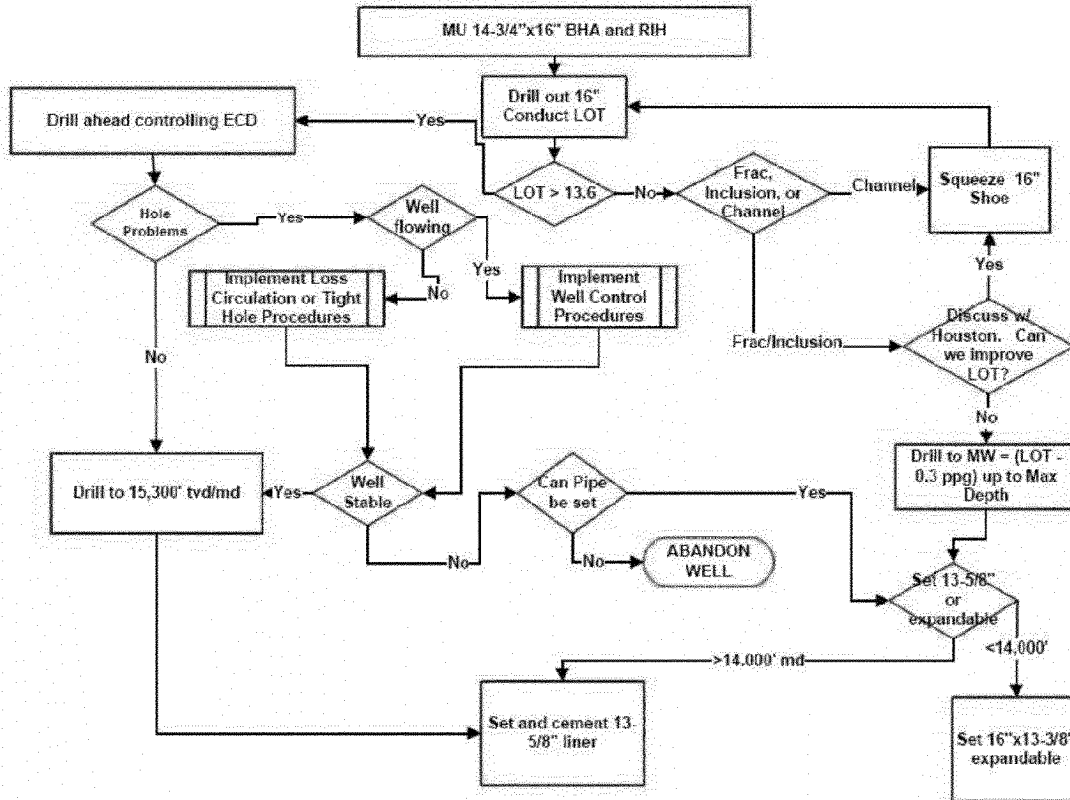 MU 14-3/4"x16" BHA and RIH
Drill out 16"
Conduct LOT
Drill ahead controlling ECD
Yes
LOT > 13.6
No
Frac,
Inclusion, or
Channel
Channel
Squeeze 16"
Shoe
Hole
Problems
Yes
Well
flowing
Yes
No
Implement Loss
Circulation or Tight
Hole Procedures
Implement
Well Control
Procedures
Yes
Frac/Inclusion
Discuss w/
Houston. Can
we improve
LOT?
No
No
Drill to MW = (LOT -
0.3 ppg) up to Max
Depth
Drill to 15,300' tvd/md
Yes
Well
Stable
Can Pipe
be set
Yes
No
No
ABANDON
WELL
Set 13-5/8"
or
expandable
<14,000'
>14,000' md
Set and cement 13-
5/8" liner
Set 16"x13-3/8"
expandable